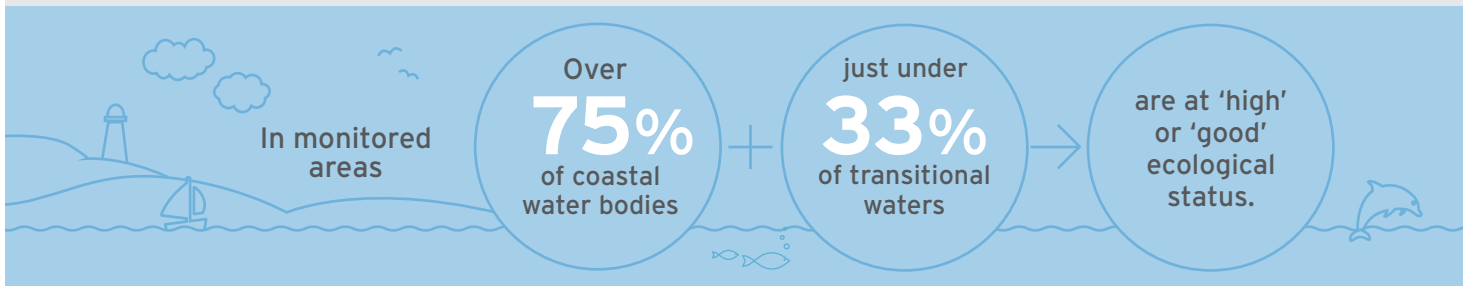 In monitored
areas
Over
75%
of coastal
water bodies
just under
33%
of transitional
waters
are at ‘high’
or ‘good’
ecological
status.